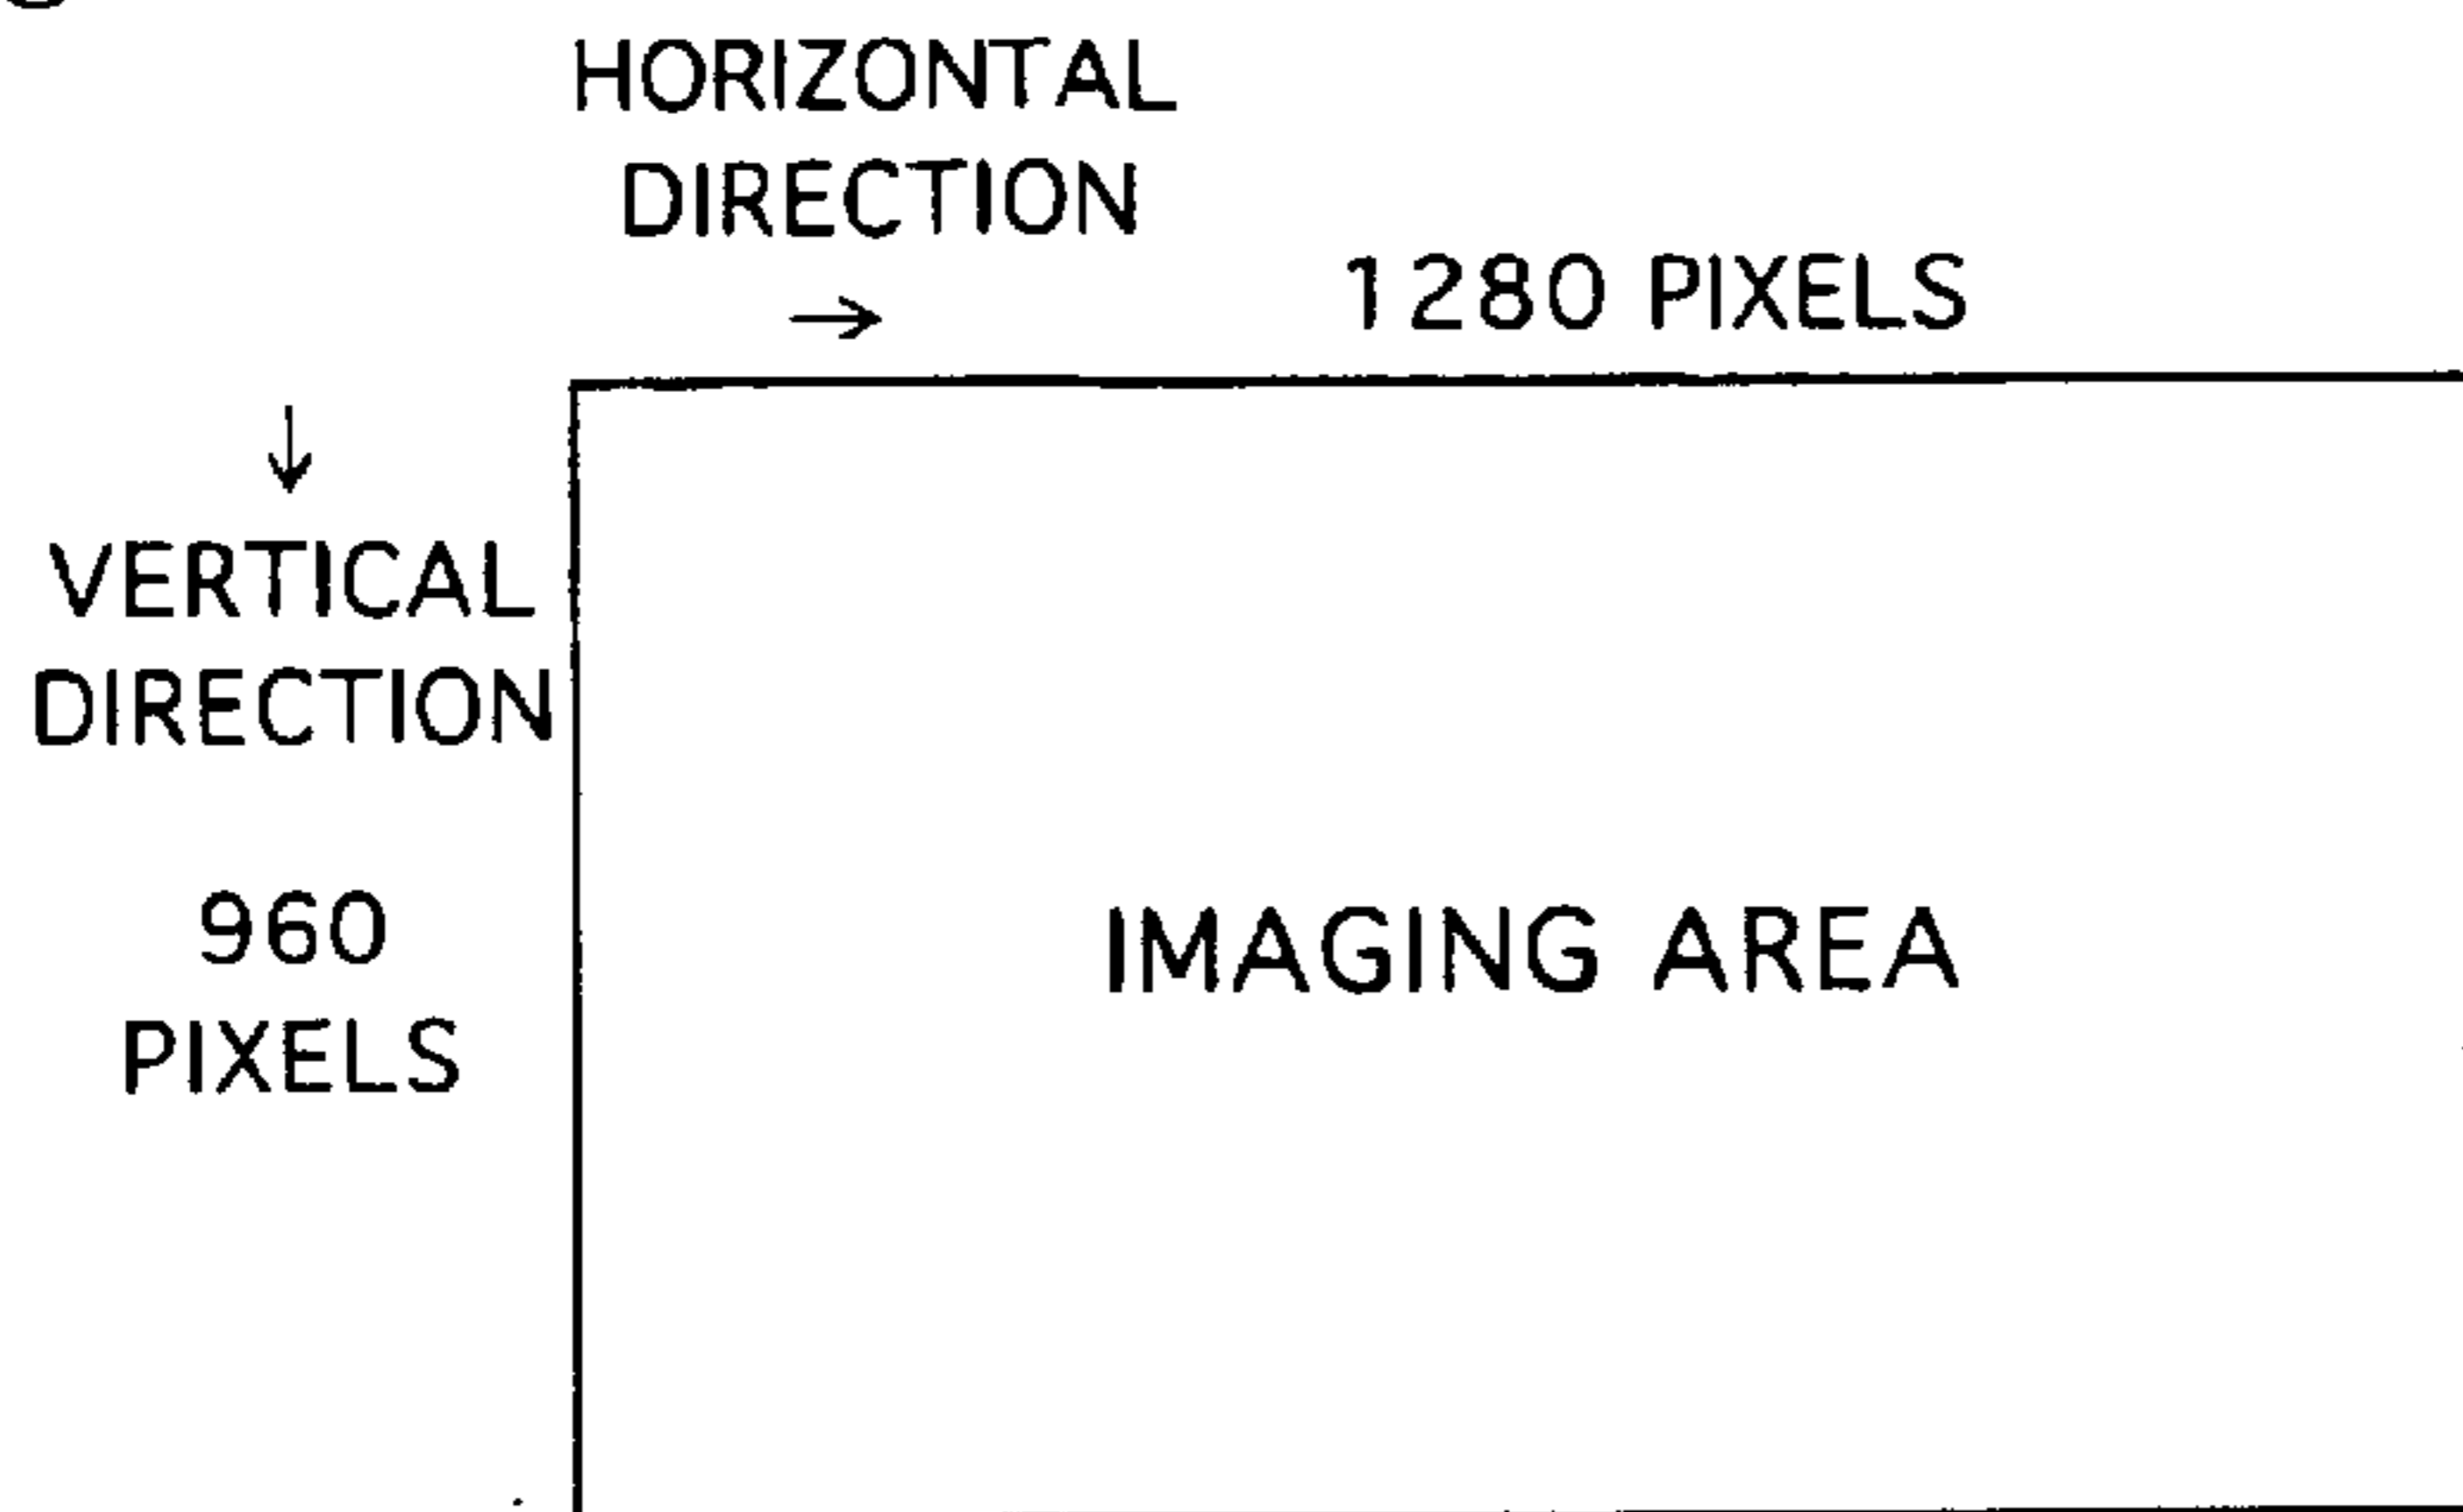 HORIZONTAL
DIRECTION
1280 PIXELS
VERTICAL
DIRECTION
960
PIXELS
IMAGING AREA